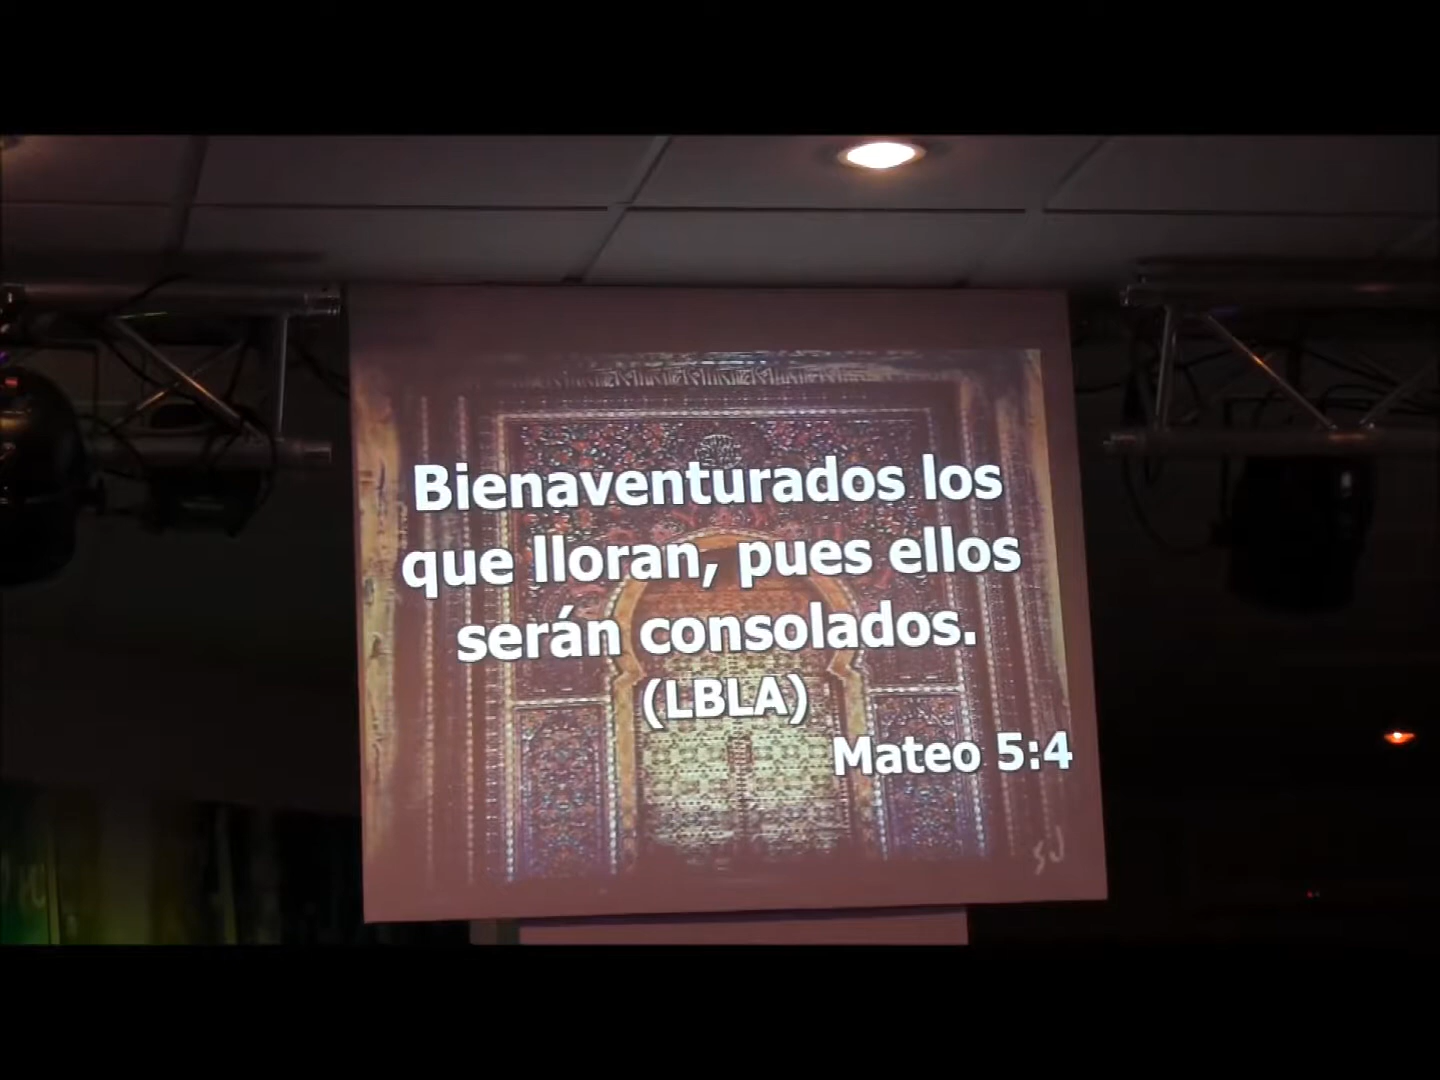 Bienaventurados los
que lloran, pues ellos
serán consolados.
(LBLA)
Mateo 5:4